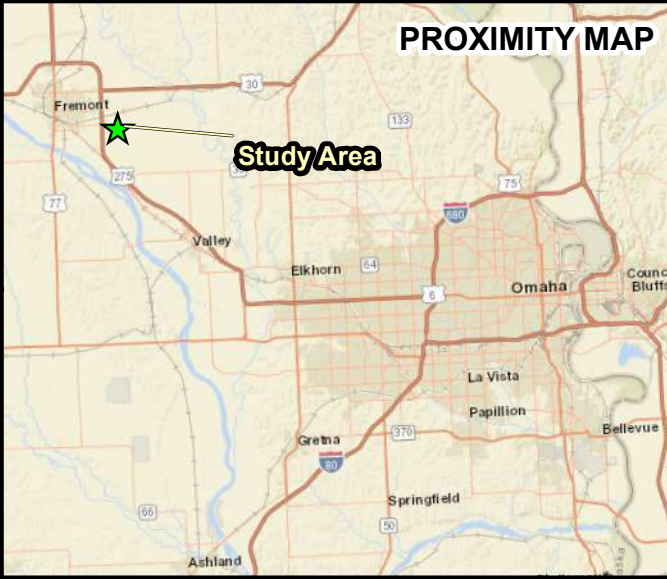 PROXIMITY MAP
30
Fremont
133
Study Area
275
75
77
680
Valley
Elkhorn
64
Omaha
Council
Bluffs
6
La Vista
Papillion
Bellevue
370
Gretna
80
Springfield
66
50
Ashland